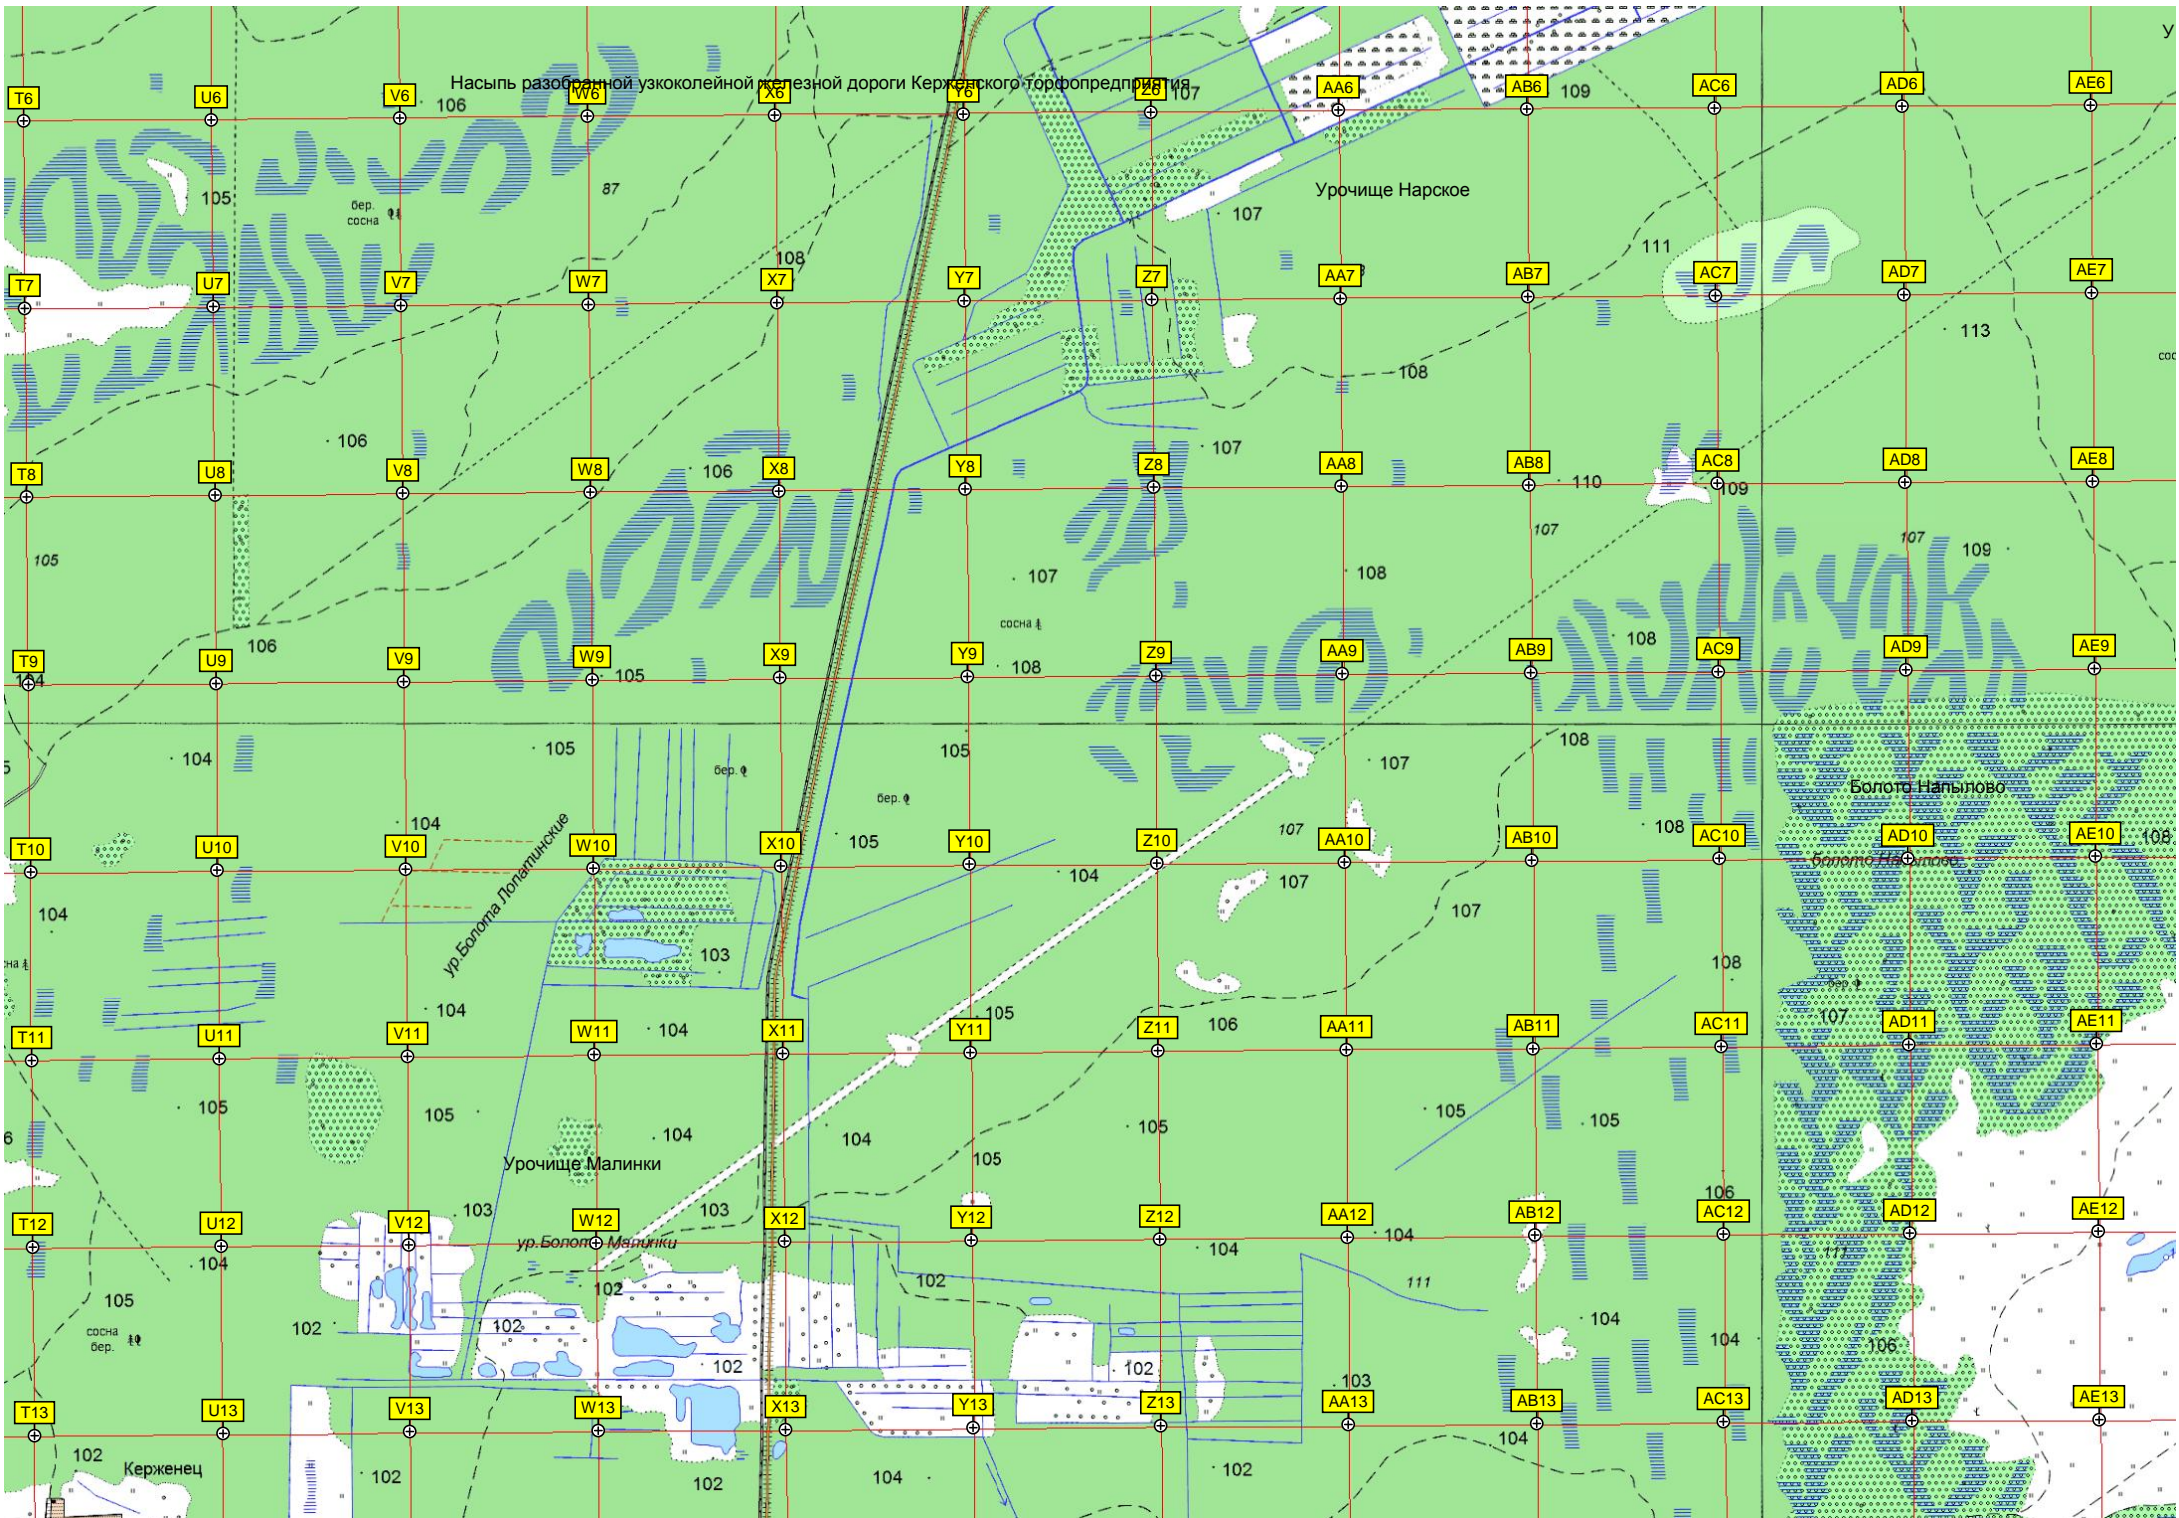 У
Насыпь разобранной узкоколейной железной дороги Керженского торфопредприятия
T6 U6 V6 106 W6 X6 Y6 Z6 107 AA6 AB6 109 AC6 AD6 AE6
105
бер.
сосна
87
107
Урочище Нарское
108
111
T7 U7 V7 W7 X7 Y7 Z7 AA7 AB7 AC7 AD7 AE7
113
сос
108
106
107
T8 U8 V8 W8 106 X8 Y8 Z8 AA8 AB8 110 AC8 109 AD8 AE8
105
107
107
109
107
108
сосна
106
108
T9 U9 V9 W9 105 X9 Y9 108 Z9 AA9 AB9 AC9 AD9 AE9
104
104
105
бер.
105
107
108
5
бер.
Болото Напылово
104
ур.Болота Лопатинские
105
107
108
108
T10 U10 V10 W10 X10 Y10 Z10 AA10 AB10 AC10 AD10 AE10
болото Напылово
104
104
107
107
103
108
сна
бер.
104
105
106
107
T11 U11 V11 W11 104 X11 Y11 Z11 AA11 AB11 AC11 AD11 AE11
105
105
104
104
105
105
105
6
Урочище Малинки
105
106
103
103
T12 U12 V12 W12 X12 Y12 Z12 AA12 AB12 AC12 AD12 AE12
ур.Болото Малинки
104
104
104
111
102
102
111
105
сосна
бер.
102
102
102
102
104
104
106
103
T13 U13 V13 W13 X13 Y13 Z13 AA13 AB13 AC13 AD13 AE13
102
Керженец
102
102
104
102
104